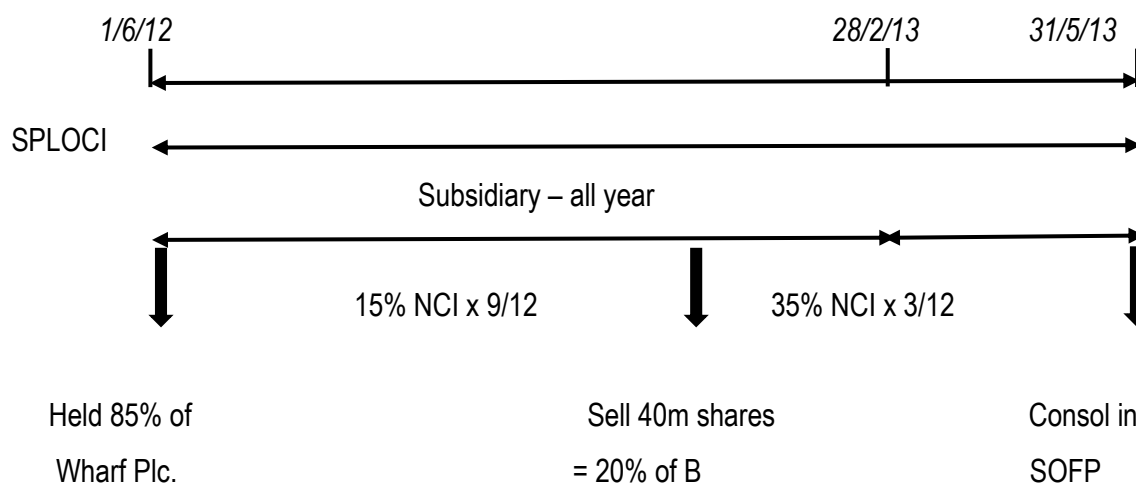 1/6/12 28/2/13 31/5/13
SPLOCI
Subsidiary – all year
15% NCI x 9/12 35% NCI x 3/12
Held 85% of Sell 40m shares Consol in
Wharf Plc. = 20% of B SOFP